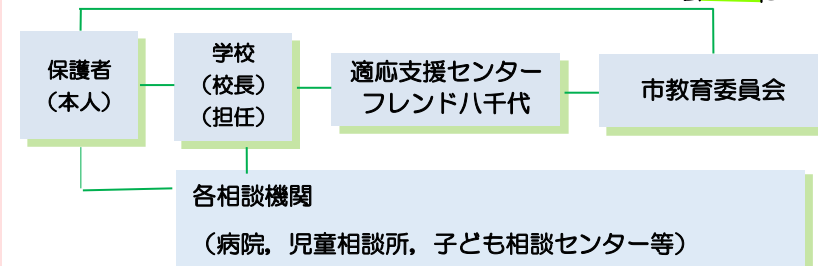 保護者
（本人）
学校
（校長）
（担任）
適応支援センター
フレンド八千代
市教育委員会
各相談機関
（病院，児童相談所，子ども相談センター等）